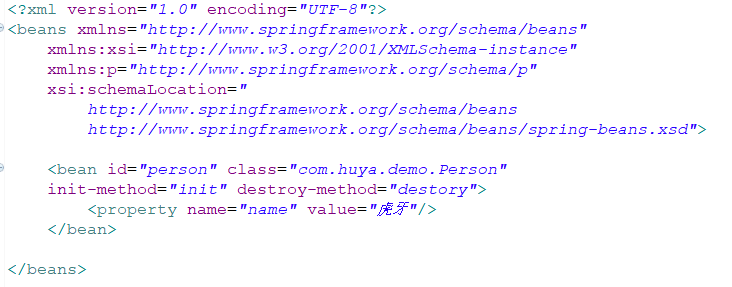 <?xml version="1.0" encoding="UTF-8"?>
<beans xmlns="http://www.springframework.org/schema/beans"
xmlns:xsi="http://www.w3.org/2001/XMLSchema-instance"
xmlns:p="http://www.springframework.org/schema/p"
xsi:schemaLocation="
http://www.springframework.org/schema/beans
http://www.springframework.org/schema/beans/spring-beans.xsd">
<bean id="person" class="com.huya.demo.Person"
init-method="init" destroy-method="destory">
<property name="name" value="虎牙"/>
</bean>
</beans>